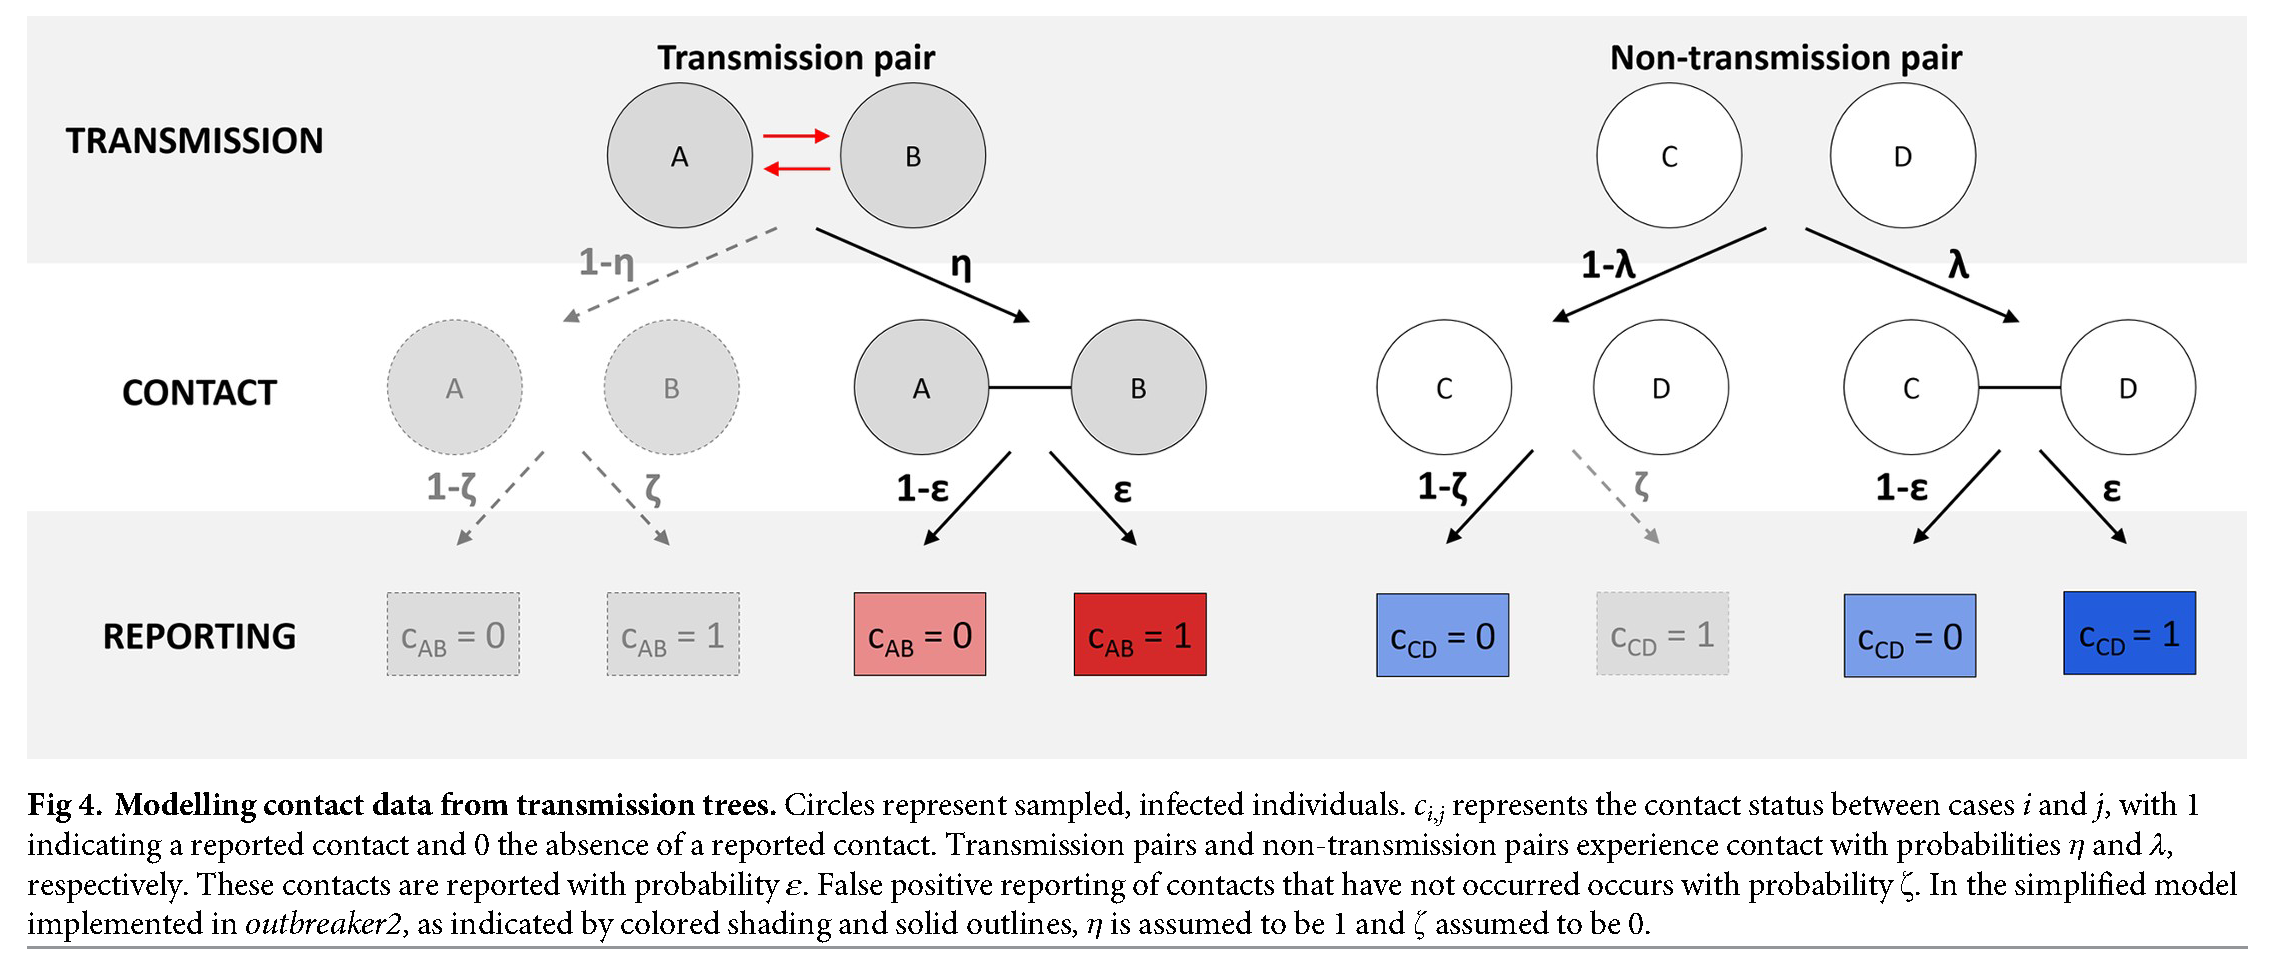 Transmission pair Non-transmission pair
TRANSMISSION A B C D
1-η η 1-λ λ
CONTACT A B A B C D C D
1-ζ ζ 1-ε ε 1-ζ ζ 1-ε ε
REPORTING cAB = 0 cAB = 1 cAB = 0 cAB = 1 cCD = 0 cCD = 1 cCD = 0 cCD = 1
Fig 4. Modelling contact data from transmission trees. Circles represent sampled, infected individuals. ci,j represents the contact status between cases i and j, with 1
indicating a reported contact and 0 the absence of a reported contact. Transmission pairs and non-transmission pairs experience contact with probabilities η and λ,
respectively. These contacts are reported with probability ε. False positive reporting of contacts that have not occurred occurs with probability ζ. In the simplified model
implemented in outbreaker2, as indicated by colored shading and solid outlines, η is assumed to be 1 and ζ assumed to be 0.